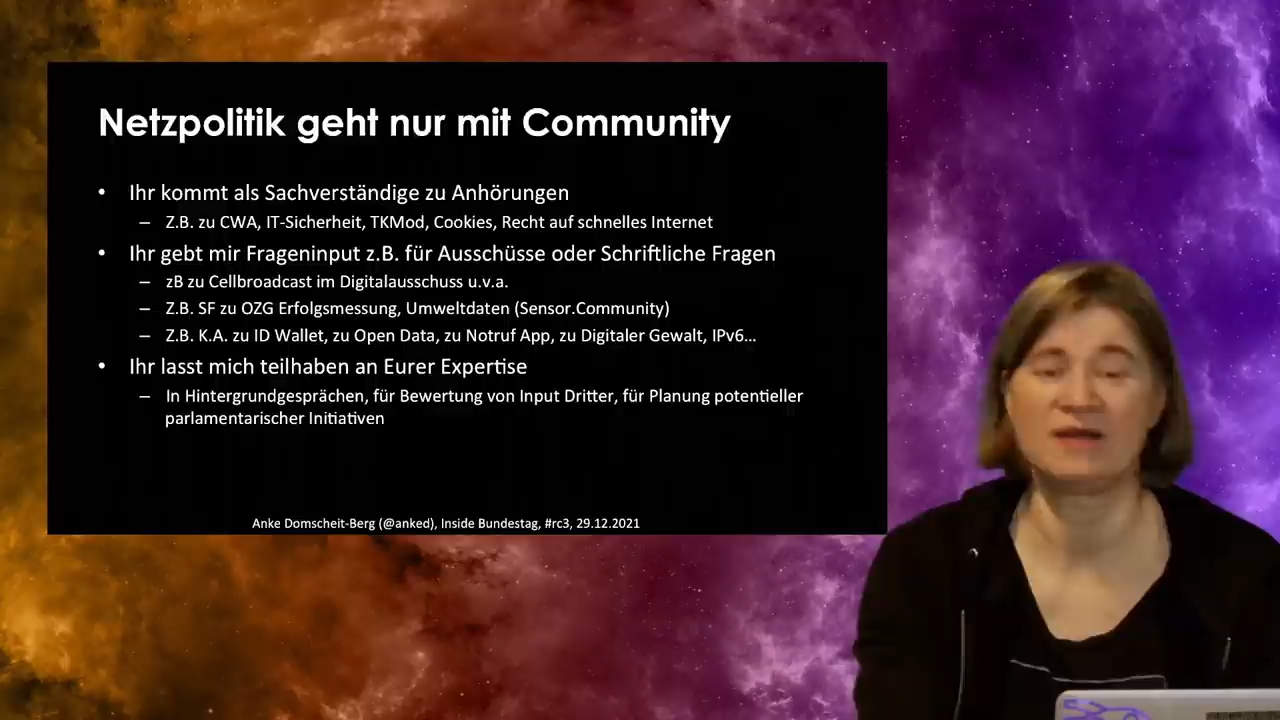 Netzpolitik geht nur mit Community
• Ihr kommt als Sachverständige zu Anhörungen
– Z.B. zu CWA, IT-Sicherheit, TKMod, Cookies, Recht auf schnelles Internet
• Ihr gebt mir Frageninput z.B. für Ausschüsse oder Schriftliche Fragen
– zB zu Cellbroadcast im Digitalausschuss u.v.a.
– Z.B. SF zu OZG Erfolgsmessung, Umweltdaten (Sensor.Community)
– Z.B. K.A. zu ID Wallet, zu Open Data, zu Notruf App, zu Digitaler Gewalt, IPv6...
• Ihr lasst mich teilhaben an Eurer Expertise
– In Hintergrundgesprächen, für Bewertung von Input Dritter, für Planung potentieller
parlamentarischer Initiativen
Anke Domscheit-Berg (@anked), Inside Bundestag, #rc3, 29.12.2021